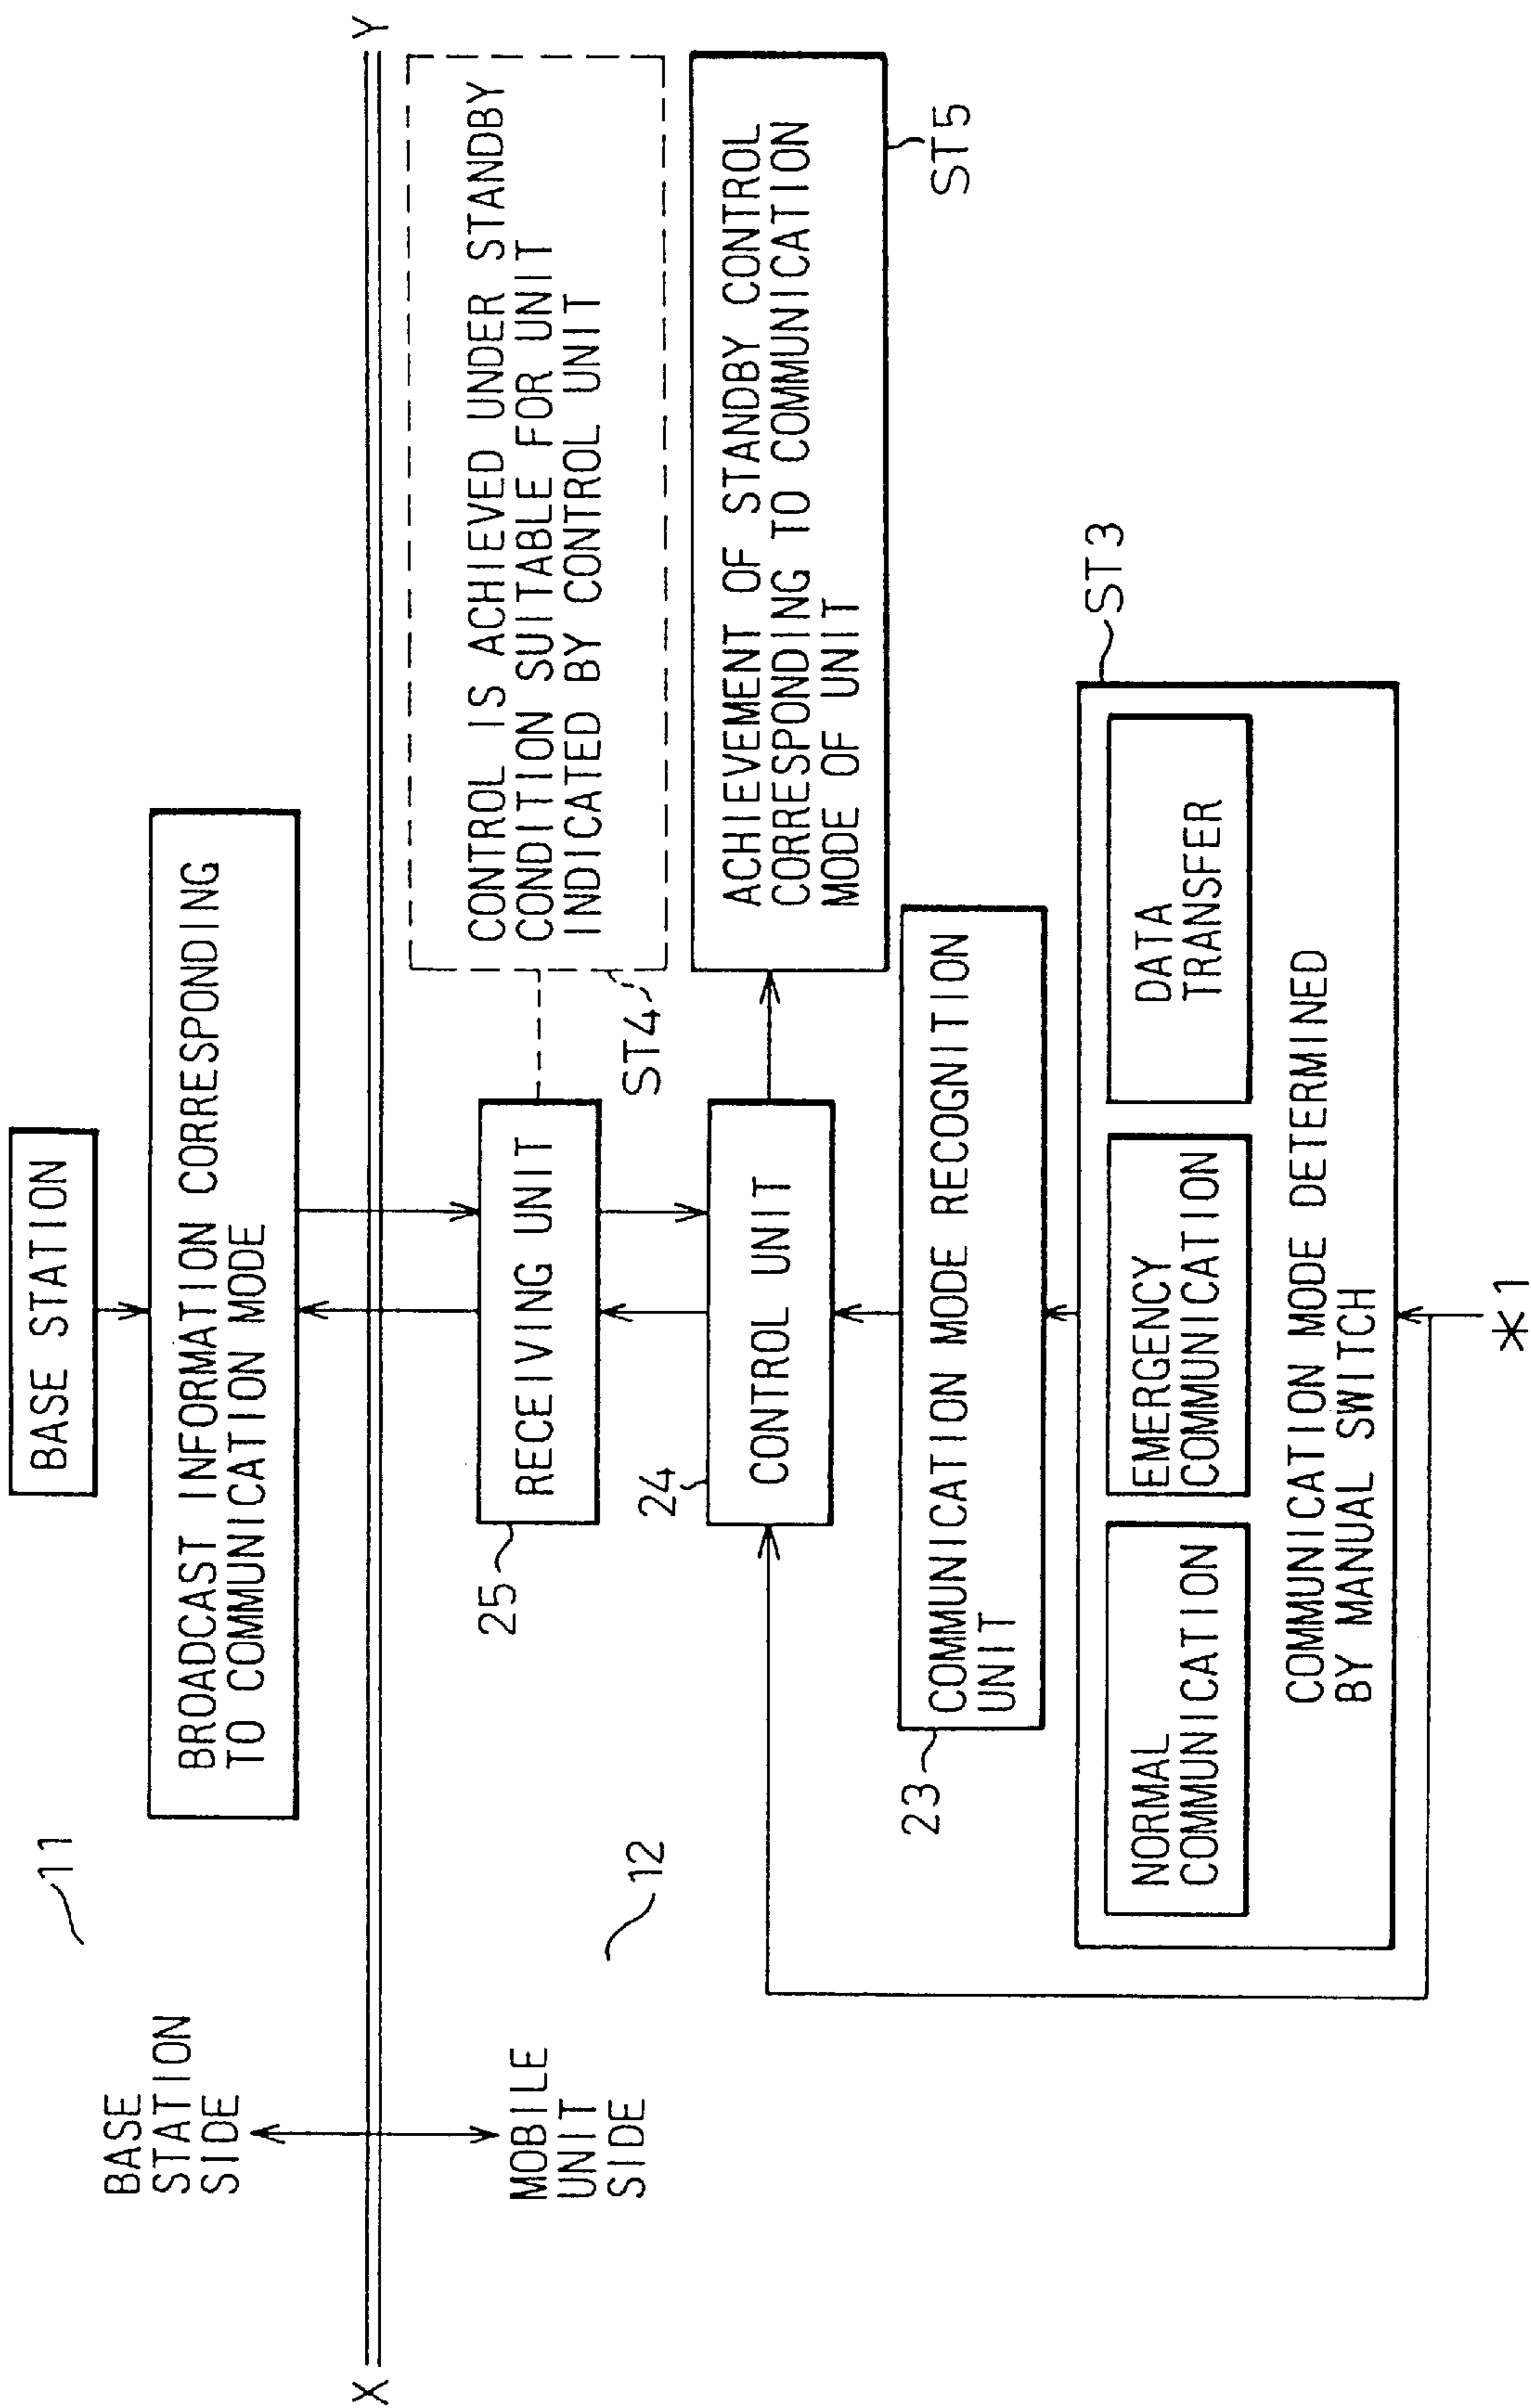 BASE STATION
11
BROADCAST INFORMATION CORRESPONDING
TO COMMUNICATION MODE
BASE
STATION
SIDE
X
Y
MOBILE
UNIT
SIDE
12
25
RECEIVING UNIT
CONTROL IS ACHIEVED UNDER STANDBY
CONDITION SUITABLE FOR UNIT
INDICATED BY CONTROL UNIT
ST4
24
CONTROL UNIT
ACHIEVEMENT OF STANDBY CONTROL
CORRESPONDING TO COMMUNICATION
MODE OF UNIT
ST5
23
COMMUNICATION MODE RECOGNITION
UNIT
ST3
NORMAL
COMMUNICATION
EMERGENCY
COMMUNICATION
DATA
TRANSFER
COMMUNICATION MODE DETERMINED
BY MANUAL SWITCH
*1